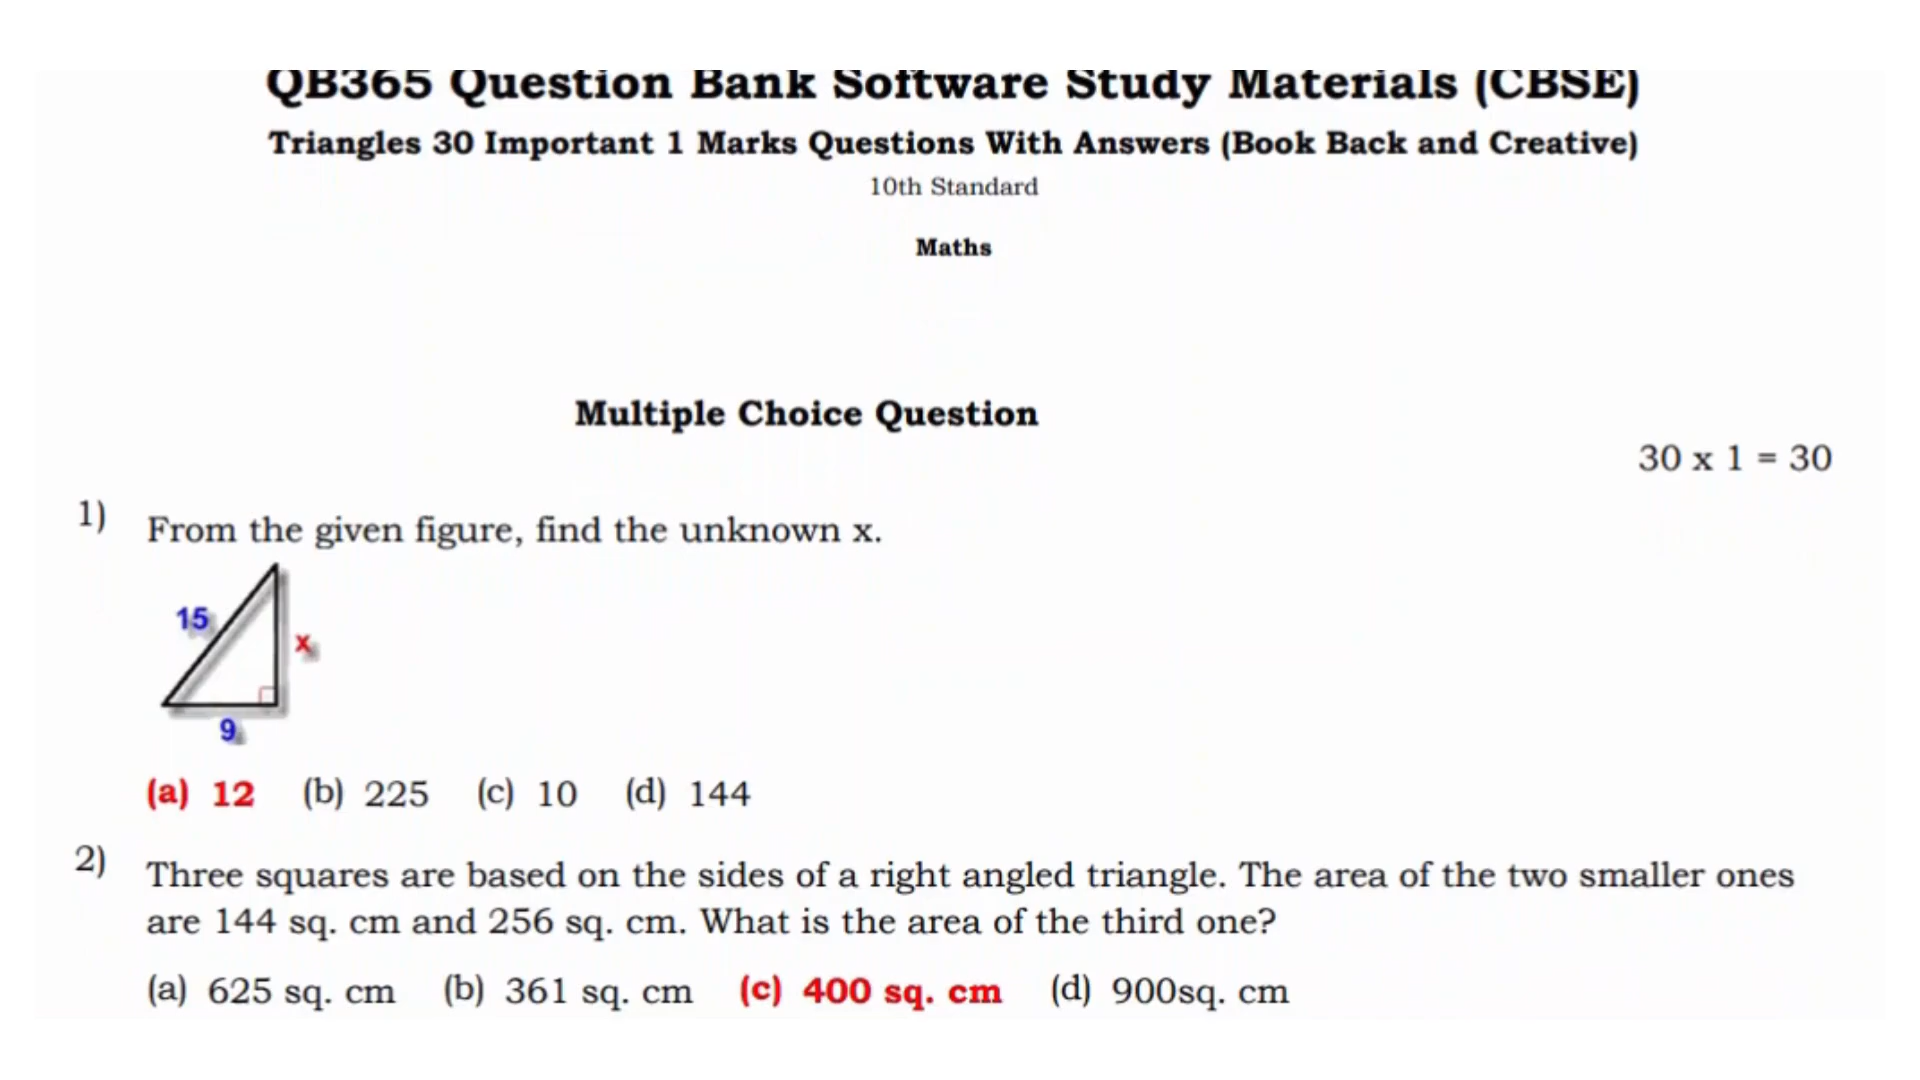 QB365 Question Bank Software Study Materials (CBSE)
Triangles 30 Important 1 Marks Questions With Answers (Book Back and Creative)
10th Standard
Maths
Multiple Choice Question
30 x 1 = 30
1) From the given figure, find the unknown x.
15
x
9
(a) 12 (b) 225 (c) 10 (d) 144
2) Three squares are based on the sides of a right angled triangle. The area of the two smaller ones
are 144 sq. cm and 256 sq. cm. What is the area of the third one?
(a) 625 sq. cm (b) 361 sq. cm (c) 400 sq. cm (d) 900sq. cm